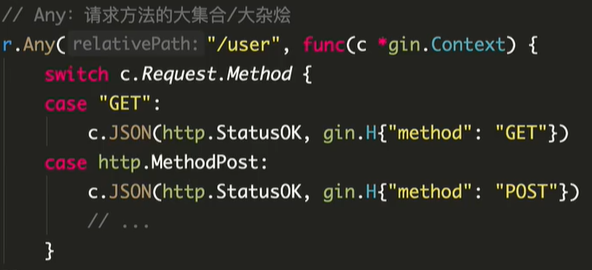 // Any: 请求方法的大集合/大杂烩
r.Any( relativePath: "/user", func(c *gin.Context) {
    switch c.Request.Method {
    case "GET":
        c.JSON(http.StatusOK, gin.H{"method": "GET"})
    case http.MethodPost:
        c.JSON(http.StatusOK, gin.H{"method": "POST"})
        // ...
    }